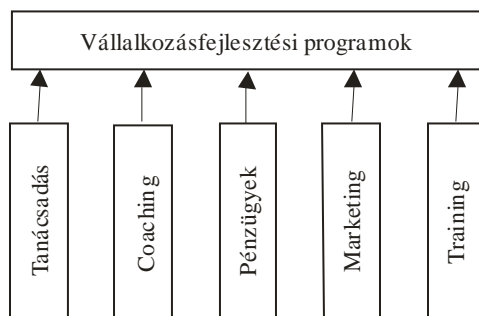 Vállalkozásfejlesztési programok
Tanácsadás
Coaching
Pénzügyek
Marketing
Training